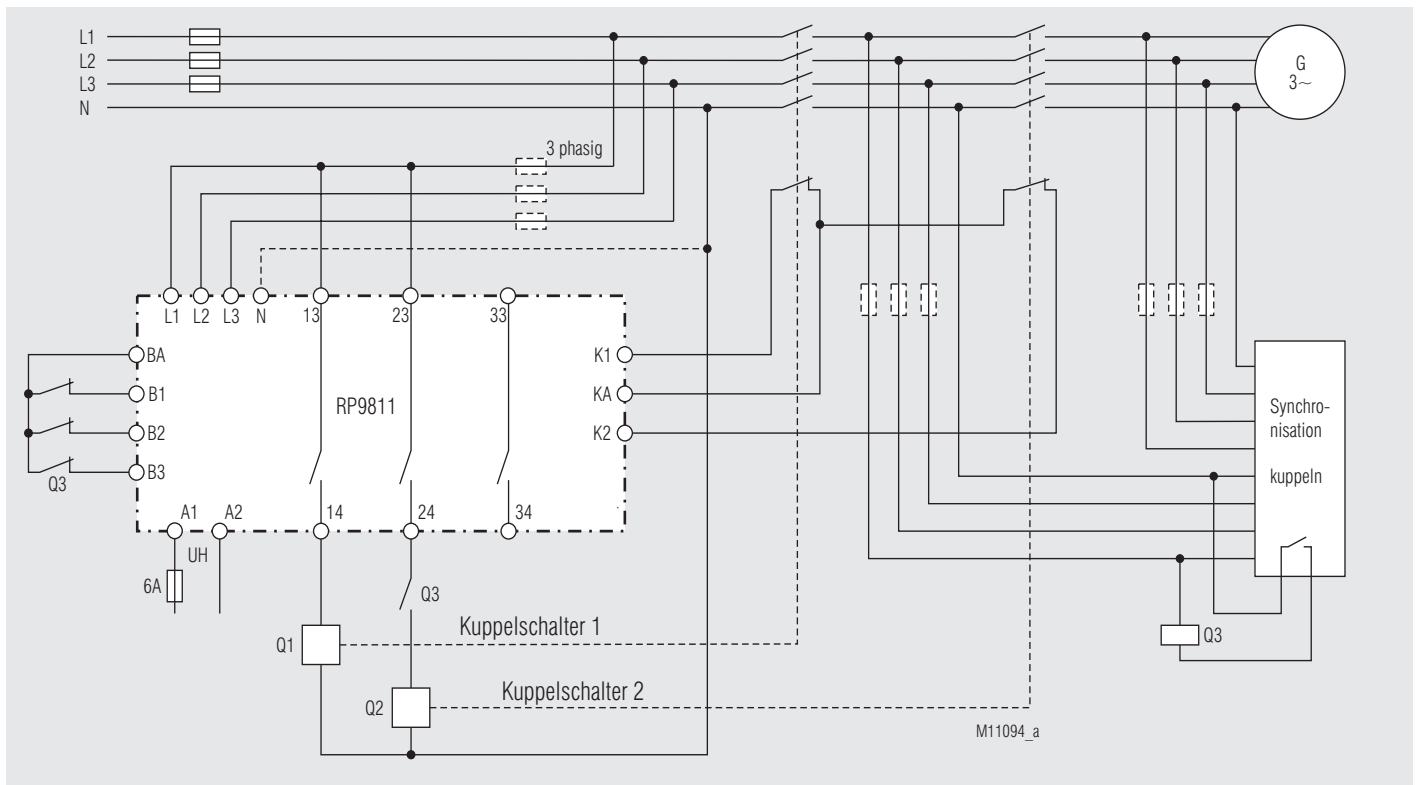 L1
L2
L3
N
G
3~
3 phasig
L1 L2 L3 N 13 23 33
BA
B1
B2
B3
Q3
RP9811
K1
KA
K2
A1 A2 14 24 34
UH
6A
Q3
Q1
Kuppelschalter 1
Q2
Kuppelschalter 2
Synchro-
nisation
kuppeln
Q3
M11094_a